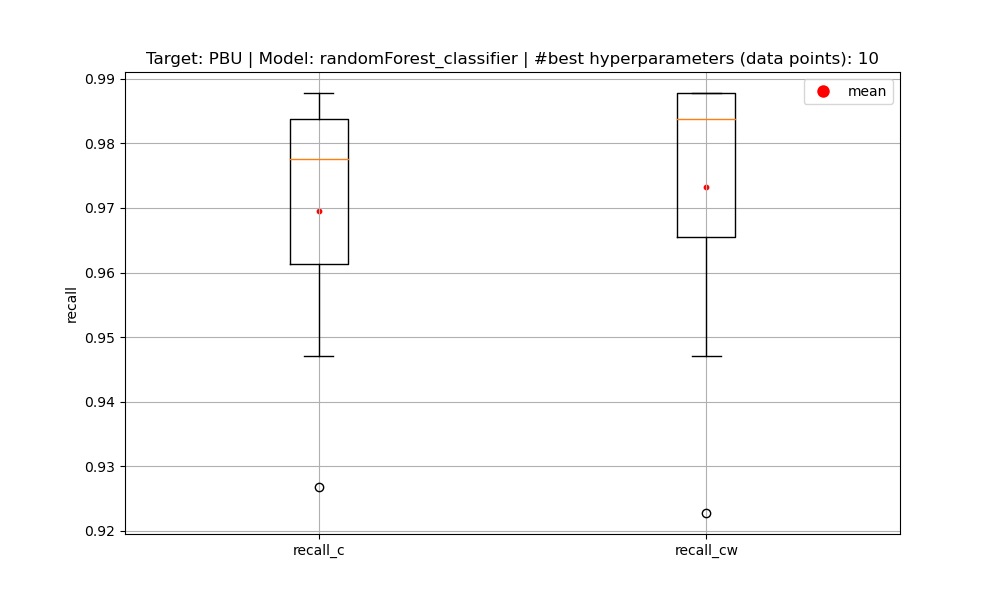 Target: PBU | Model: randomForest_classifier | #best hyperparameters (data points): 10
mean
recall
0.99
0.98
0.97
0.96
0.95
0.94
0.93
0.92
recall_c
recall_cw